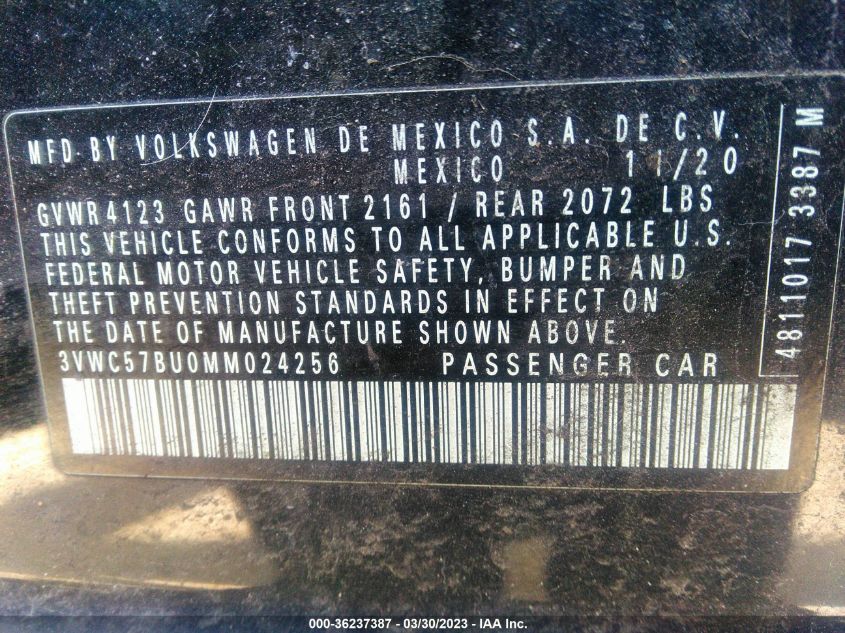 MFD BY VOLKSWAGEN DE MEXICO S.A. DE C.V.
MEXICO 11/20
GVWR 4123 GAWR FRONT 2161 / REAR 2072 LBS
THIS VEHICLE CONFORMS TO ALL APPLICABLE U.S.
FEDERAL MOTOR VEHICLE SAFETY, BUMPER AND
THEFT PREVENTION STANDARDS IN EFFECT ON
THE DATE OF MANUFACTURE SHOWN ABOVE.
3VWC57BU0MM024256 PASSENGER CAR
4811017 3387 M
000-36237387 - 03/30/2023 - IAA Inc.